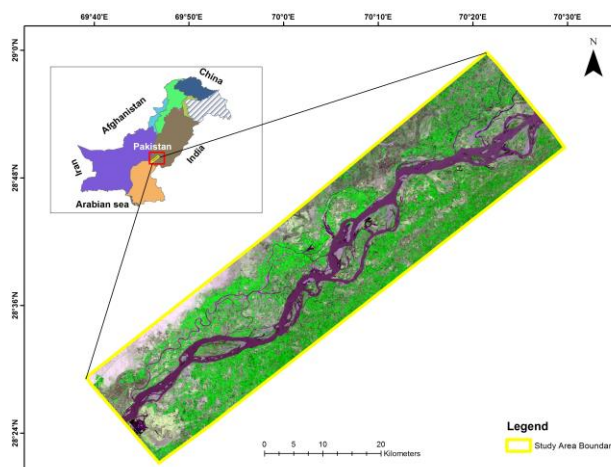 69°40'E 69°50'E 70°0'E 70°10'E 70°20'E 70°30'E
29°0'N
28°48'N
28°36'N
28°24'N
N
China
Afghanistan
Pakistan
India
Iran
Arabian sea
Legend
Study Area Boundary
0 5 10 20
Kilometers